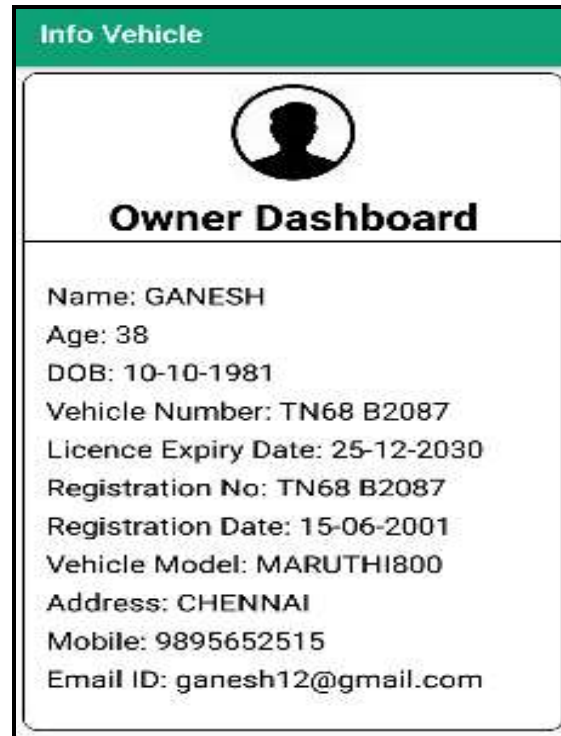 Info Vehicle
Owner Dashboard
Name: GANESH
Age: 38
DOB: 10-10-1981
Vehicle Number: TN68 B2087
Licence Expiry Date: 25-12-2030
Registration No: TN68 B2087
Registration Date: 15-06-2001
Vehicle Model: MARUTHI800
Address: CHENNAI
Mobile: 9895652515
Email ID: ganesh12@gmail.com